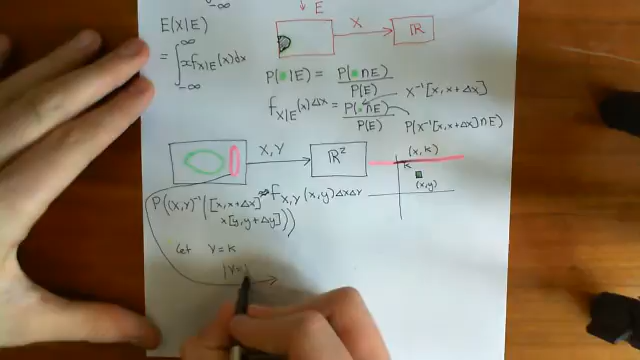 -∞
↓ E
E(X|E)
= ∫ x f_{X|E}(x)dx
∞
-∞
X
ℝ
P(●|E) = P(●∩E)
P(E)
X⁻¹[x, x+Δx]
f_{X|E}(x) Δx = P(●∩E)
P(E)
P(X⁻¹[x, x+Δx] ∩ E)
X, Y
ℝ²
(x, k)
k
(x,y)
P((X,Y)⁻¹([x, x+Δx]
x[y, y+Δy]))
f_{X,Y}(x,y) ΔxΔy
Let Y = k
|Y=